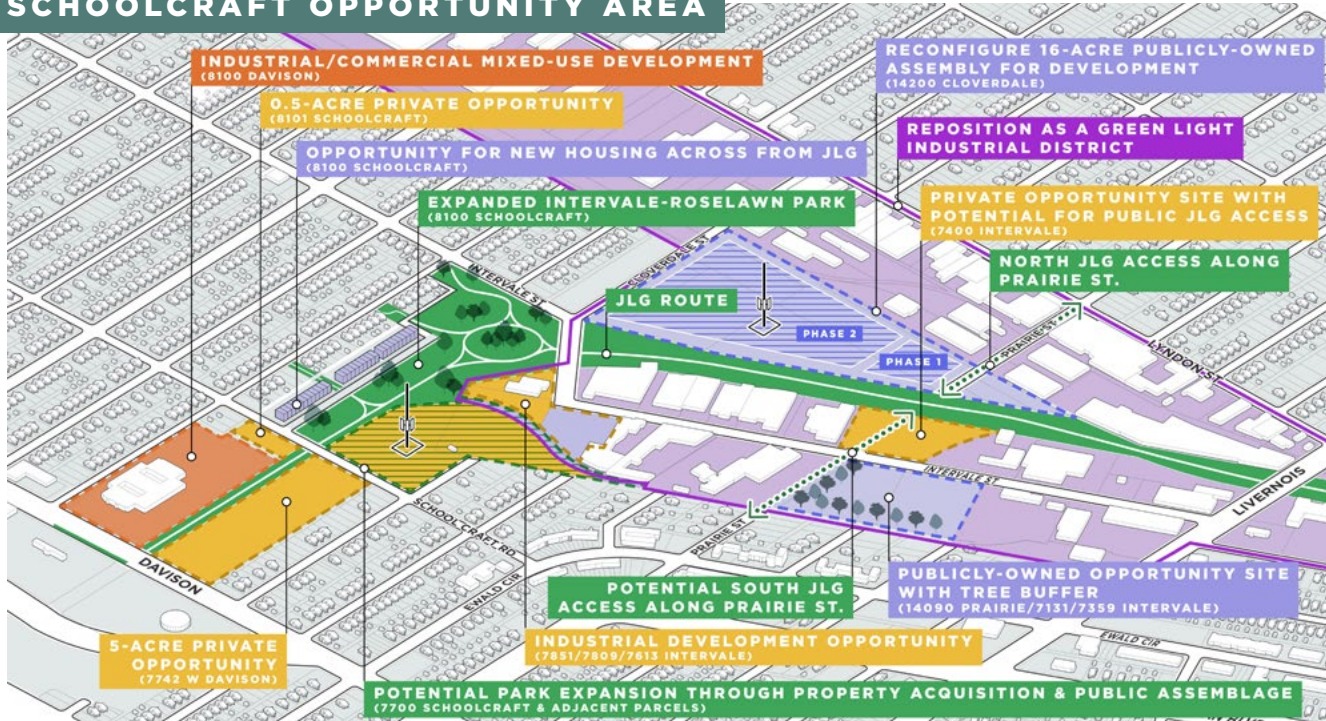 SCHOOLCRAFT OPPORTUNITY AREA
INDUSTRIAL/COMMERCIAL MIXED-USE DEVELOPMENT
(8100 DAVISON)
0.5-ACRE PRIVATE OPPORTUNITY
(8101 SCHOOLCRAFT)
OPPORTUNITY FOR NEW HOUSING ACROSS FROM JLG
(8100 SCHOOLCRAFT)
EXPANDED INTERVALE-ROSELAWN PARK
(8100 SCHOOLCRAFT)
RECONFIGURE 16-ACRE PUBLICLY-OWNED
ASSEMBLY FOR DEVELOPMENT
(14200 CLOVERDALE)
REPOSITION AS A GREEN LIGHT
INDUSTRIAL DISTRICT
PRIVATE OPPORTUNITY SITE WITH
POTENTIAL FOR PUBLIC JLG ACCESS
(7400 INTERVALE)
NORTH JLG ACCESS ALONG
PRAIRIE ST.
CLOVERDALE ST
INTERVALE ST
JLG ROUTE
PHASE 2
PHASE 1
PRAIRIE ST
LYNDON ST
INTERVALE ST
LIVERNOIS
SCHOOLCRAFT RD
PRAIRIE ST
EWALD CIR
DAVISON
POTENTIAL SOUTH JLG
ACCESS ALONG PRAIRIE ST.
PUBLICLY-OWNED OPPORTUNITY SITE
WITH TREE BUFFER
(14090 PRAIRIE/7131/7359 INTERVALE)
EWALD CIR
5-ACRE PRIVATE
OPPORTUNITY
(7742 W DAVISON)
INDUSTRIAL DEVELOPMENT OPPORTUNITY
(7851/7809/7613 INTERVALE)
POTENTIAL PARK EXPANSION THROUGH PROPERTY ACQUISITION & PUBLIC ASSEMBLAGE
(7700 SCHOOLCRAFT & ADJACENT PARCELS)